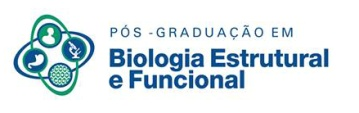 PÓS -GRADUAÇÃO EM
Biologia Estrutural
e Funcional